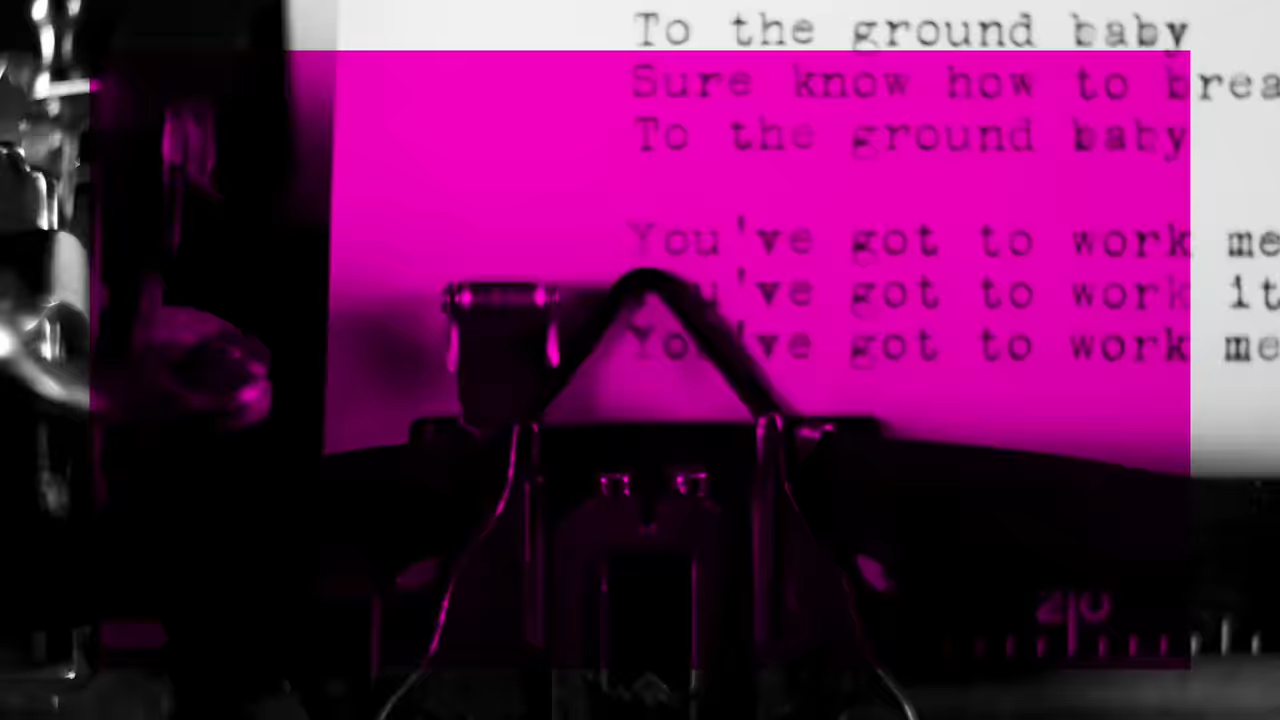 To the ground baby
Sure know how to brea
To the ground baby
You've got to work me
You've got to work it
You've got to work me
20